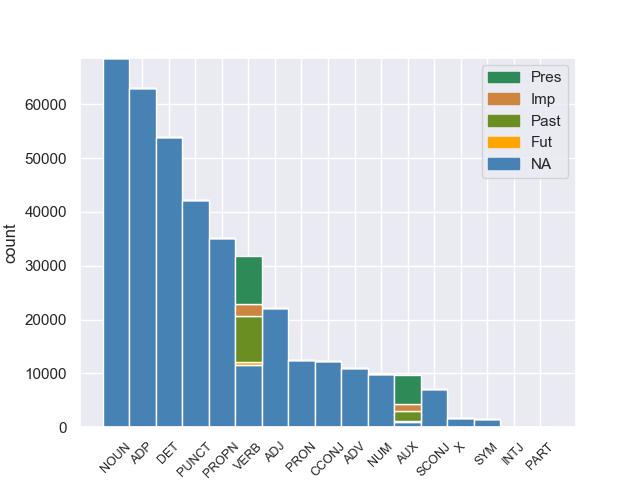 Pres
Imp
Past
Fut
NA
count
60000
50000
40000
30000
20000
10000
0
NOUN
ADP
DET
PUNCT
PROPN
VERB
ADJ
PRON
CCONJ
ADV
NUM
AUX
SCONJ
X
SYM
INTJ
PART